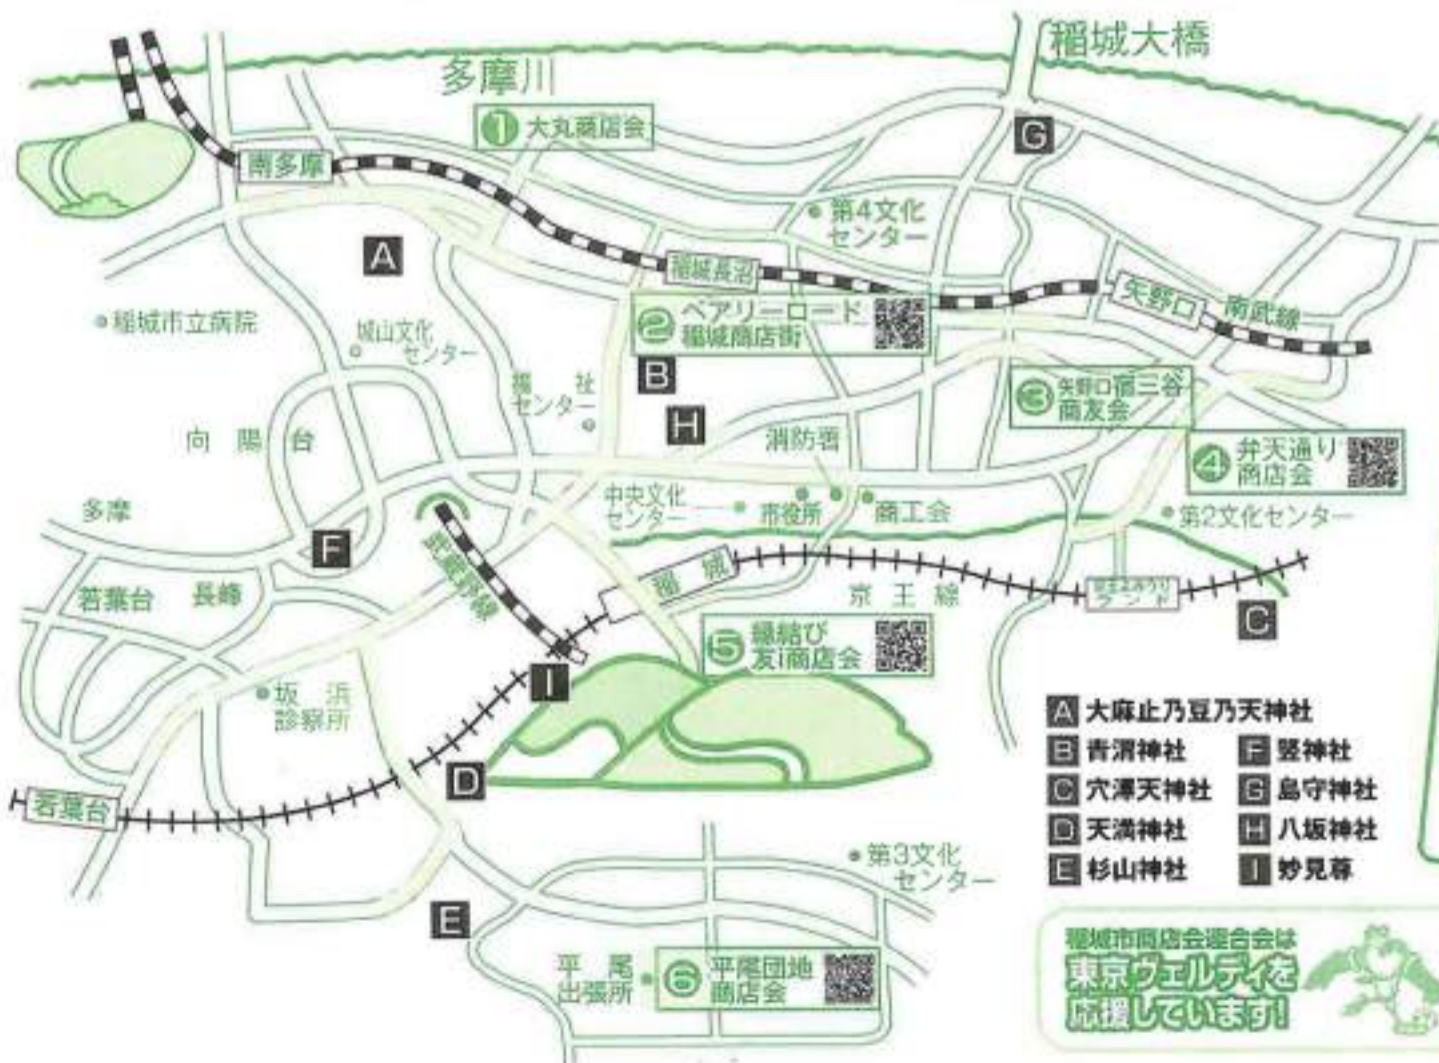 稲城大橋
多摩川
① 大丸商店会
G
南多摩
第4文化
センター
A
稲城長沼
矢野口
南武線
稲城市立病院
城山文化
センター
② ペアリーロード
稲城商店街
B
福祉
センター
③ 矢野口宿三谷
商友会
H
向陽台
消防署
④ 弁天通り
商店会
中央文化
センター
市役所
商工会
多摩
第2文化センター
F
武蔵野線
稲城
京王線
京王よみうり
ランド
若葉台
長峰
C
⑤ 縁結び
友i商店会
I
坂浜
診察所
D
若葉台
A 大麻止乃豆乃天神社
B 青渭神社
F 竪神社
C 穴澤天神社
G 島守神社
D 天満神社
H 八坂神社
E 杉山神社
I 妙見尊
第3文化
センター
E
平尾
出張所
⑥ 平尾団地
商店会
稲城市商店会連合会は
東京ヴェルディを
応援しています!